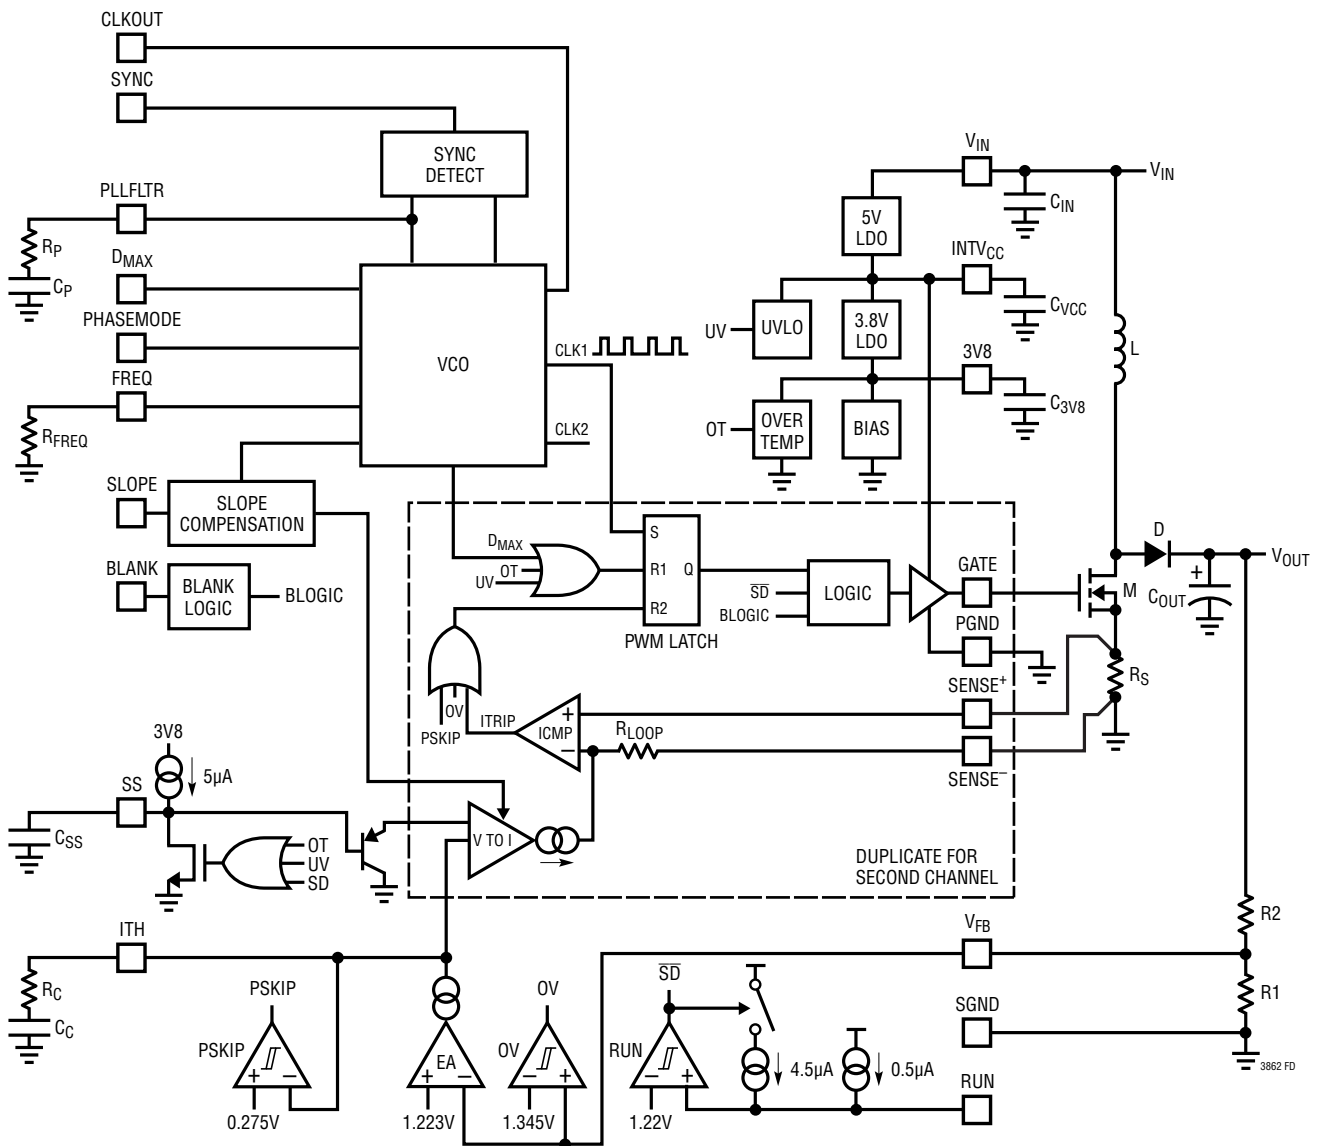 CLKOUT
SYNC
SYNC
DETECT
PLLFLTR
RP
CP
DMAX
PHASEMODE
FREQ
RFREQ
VCO
CLK1
CLK2
SLOPE
SLOPE
COMPENSATION
BLANK
BLANK
LOGIC
BLOGIC
VIN
VIN
CIN
5V
LDO
INTVCC
CVCC
UV
UVLO
3.8V
LDO
3V8
C3V8
OT
OVER
TEMP
BIAS
L
D
VOUT
+
COUT
M
RS
DMAX
OT
UV
S
R1
Q
R2
PWM LATCH
SD
BLOGIC
LOGIC
GATE
PGND
SENSE+
SENSE–
OV
PSKIP
ITRIP
ICMP
+
–
RLOOP
3V8
5µA
SS
CSS
OT
UV
SD
V TO I
DUPLICATE FOR
SECOND CHANNEL
ITH
RC
CC
PSKIP
PSKIP
+ –
0.275V
EA
+ –
1.223V
OV
OV
– +
1.345V
SD
RUN
– +
1.22V
4.5µA
0.5µA
VFB
SGND
RUN
R2
R1
3862 FD